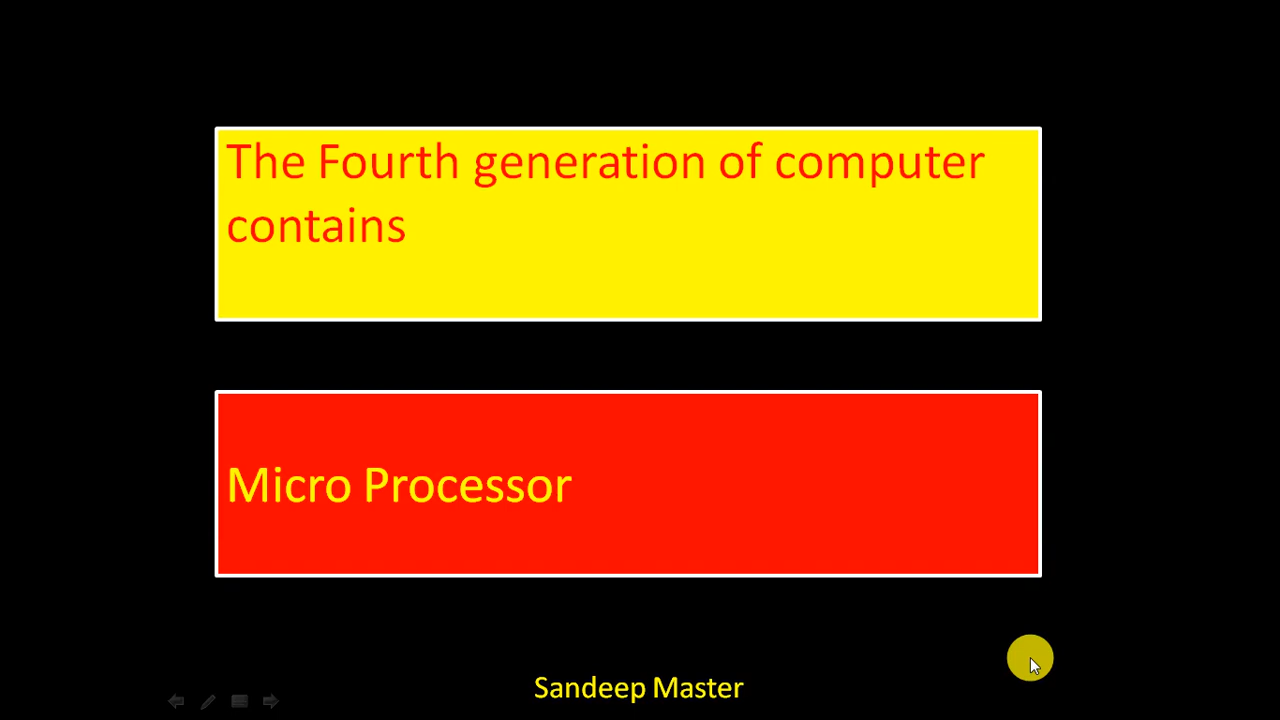 The Fourth generation of computer
contains
Micro Processor
Sandeep Master